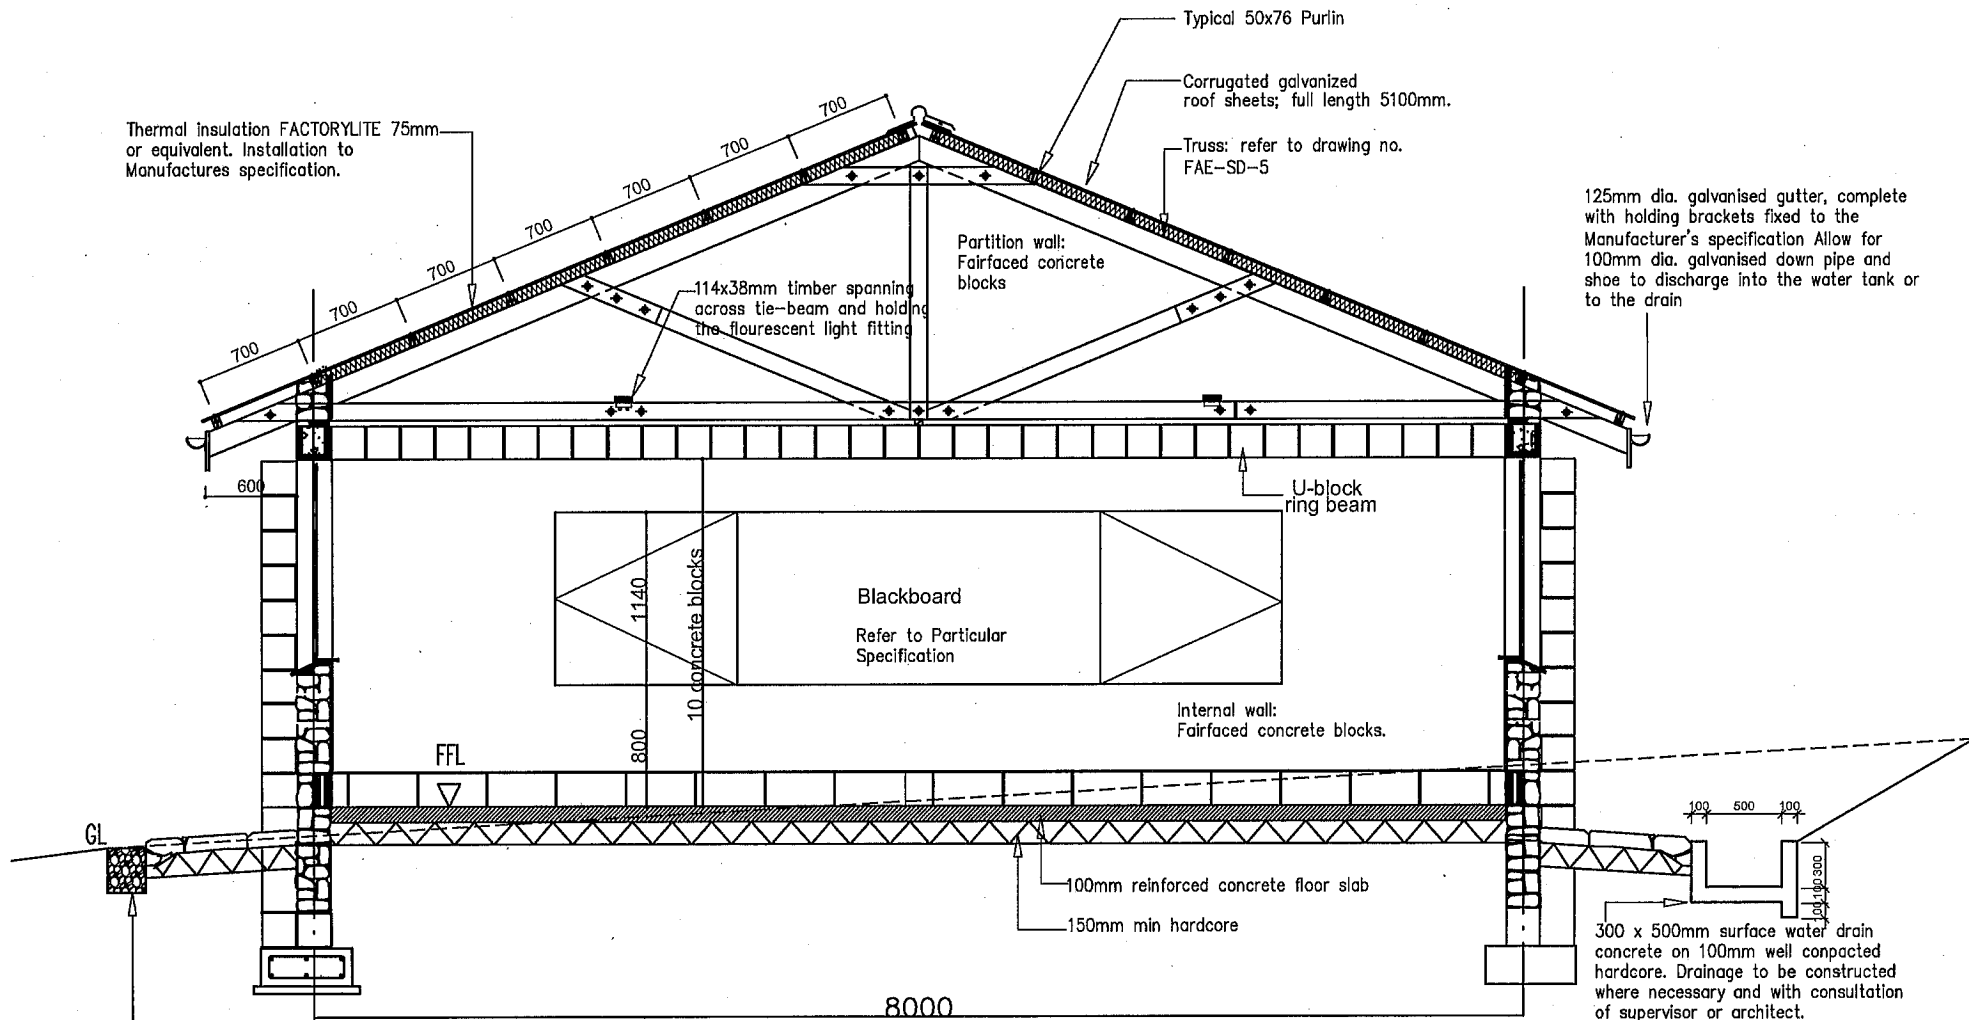 Typical 50x76 Purlin
Corrugated galvanized
roof sheets; full length 5100mm.
Truss: refer to drawing no.
FAE-SD-5
Thermal insulation FACTORYLITE 75mm
or equivalent. Installation to
Manufactures specification.
700
700
700
700
700
700
700
125mm dia. galvanised gutter, complete
with holding brackets fixed to the
Manufacturer's specification Allow for
100mm dia. galvanised down pipe and
shoe to discharge into the water tank or
to the drain
Partition wall:
Fairfaced concrete
blocks
114x38mm timber spanning
across tie-beam and holding
the flourescent light fitting
600
U-block
ring beam
1140
10 concrete blocks
Blackboard
Refer to Particular
Specification
800
Internal wall:
Fairfaced concrete blocks.
FFL
GL
100 500 100
300
100
100
100mm reinforced concrete floor slab
150mm min hardcore
300 x 500mm surface water drain
concrete on 100mm well conpacted
hardcore. Drainage to be constructed
where necessary and with consultation
of supervisor or architect.
8000